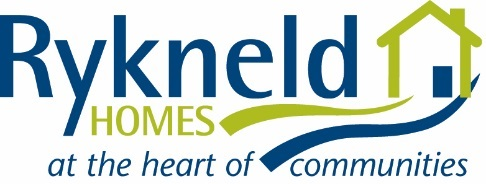 Rykneld
HOMES
at the heart of communities